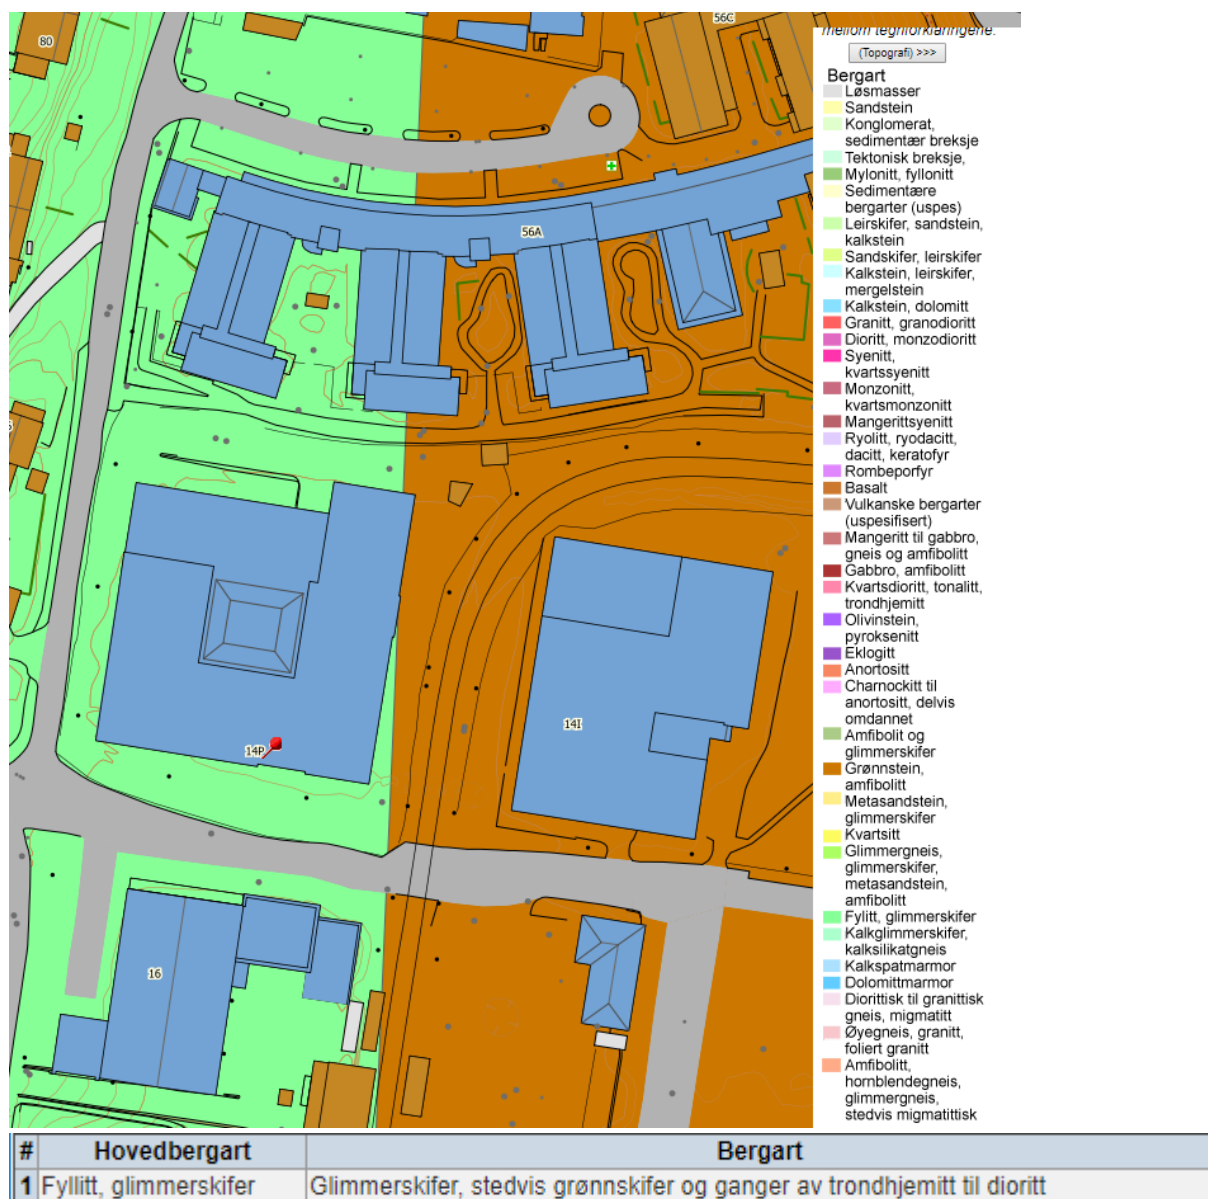 80
56C
56A
14P
14I
16
mellom tegnforklaringene.
(Topografi) >>>
Bergart
Løsmasser
Sandstein
Konglomerat,
sedimentær breksje
Tektonisk breksje,
Mylonitt, fyllonitt
Sedimentære
bergarter (uspes)
Leirskifer, sandstein,
kalkstein
Sandskifer, leirskifer
Kalkstein, leirskifer,
mergelstein
Kalkstein, dolomitt
Granitt, granodioritt
Dioritt, monzodioritt
Syenitt,
kvartssyenitt
Monzonitt,
kvartsmonzonitt
Mangerittsyenitt
Ryolitt, ryodacitt,
dacitt, keratofyr
Rombeporfyr
Basalt
Vulkanske bergarter
(uspesifisert)
Mangeritt til gabbro,
gneis og amfibolitt
Gabbro, amfibolitt
Kvartsdioritt, tonalitt,
trondhjemitt
Olivinstein,
pyroksenitt
Eklogitt
Anortositt
Charnockitt til
anortositt, delvis
omdannet
Amfibolit og
glimmerskifer
Grønnstein,
amfibolitt
Metasandstein,
glimmerskifer
Kvartsitt
Glimmergneis,
glimmerskifer,
metasandstein,
amfibolitt
Fylitt, glimmerskifer
Kalkglimmerskifer,
kalksilikatgneis
Kalkspatmarmor
Dolomittmarmor
Diorittisk til granittisk
gneis, migmatitt
Øyegneis, granitt,
foliert granitt
Amfibolitt,
hornblendegneis,
glimmergneis,
stedvis migmatittisk
# Hovedbergart Bergart
1 Fyllitt, glimmerskifer Glimmerskifer, stedvis grønnskifer og ganger av trondhjemitt til dioritt